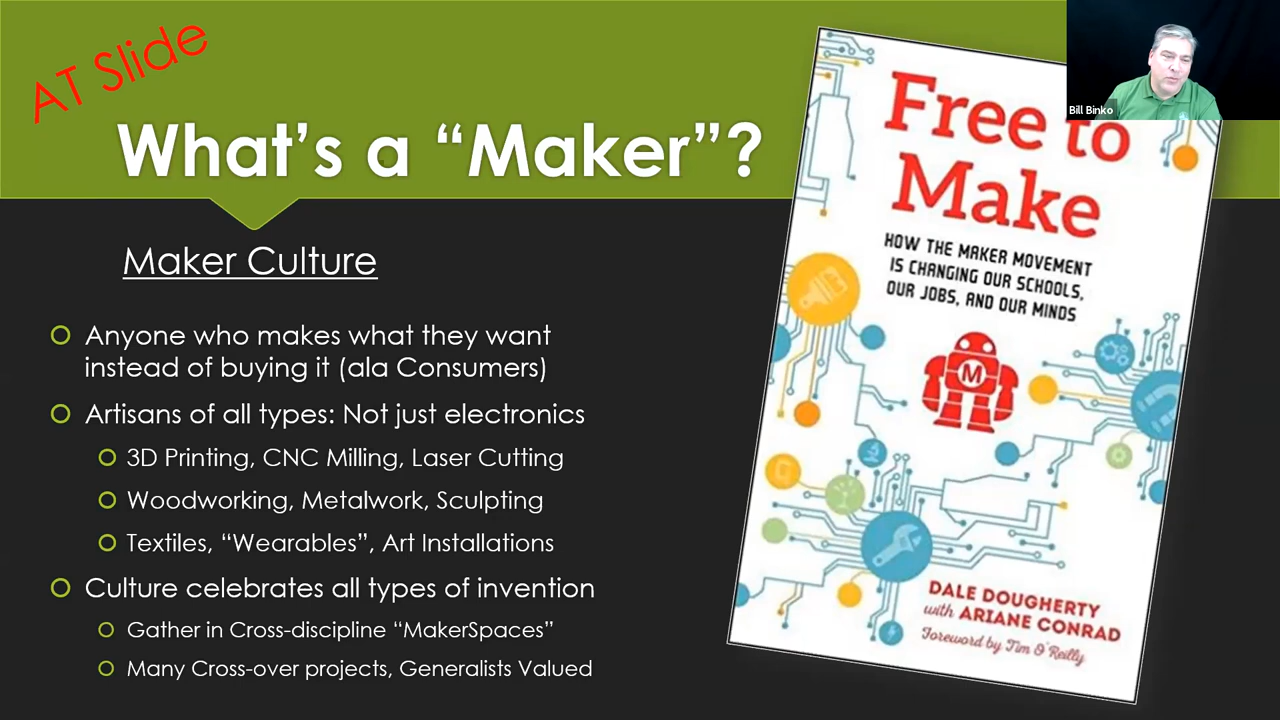 AT Slide
What's a “Maker”?
Maker Culture
Anyone who makes what they want
instead of buying it (ala Consumers)
Artisans of all types: Not just electronics
3D Printing, CNC Milling, Laser Cutting
Woodworking, Metalwork, Sculpting
Textiles, “Wearables”, Art Installations
Culture celebrates all types of invention
Gather in Cross-discipline “MakerSpaces”
Many Cross-over projects, Generalists Valued
Free to
Make
HOW THE MAKER MOVEMENT
IS CHANGING OUR SCHOOLS,
OUR JOBS, AND OUR MINDS
M
DALE DOUGHERTY
with ARIANE CONRAD
Foreword by Tim O'Reilly
Bill Binko